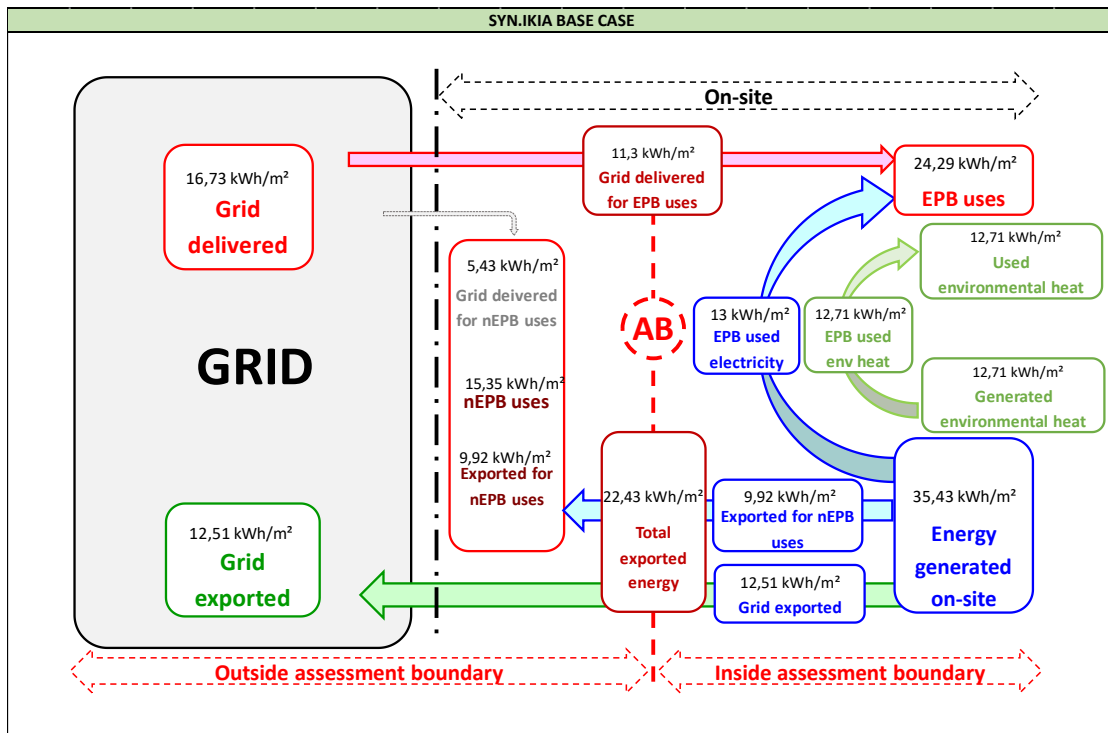 SYN.IKIA BASE CASE
On-site
16,73 kWh/m²
Grid
delivered
11,3 kWh/m²
Grid delivered
for EPB uses
24,29 kWh/m²
EPB uses
12,71 kWh/m²
Used
environmental heat
5,43 kWh/m²
Grid deivered
for nEPB uses
GRID
AB
13 kWh/m²
EPB used
electricity
12,71 kWh/m²
EPB used
env heat
12,71 kWh/m²
Generated
environmental heat
15,35 kWh/m²
nEPB uses
9,92 kWh/m²
Exported for
nEPB uses
22,43 kWh/m²
Total
exported
energy
9,92 kWh/m²
Exported for nEPB
uses
35,43 kWh/m²
Energy
generated
on-site
12,51 kWh/m²
Grid
exported
12,51 kWh/m²
Grid exported
Outside assessment boundary
Inside assessment boundary